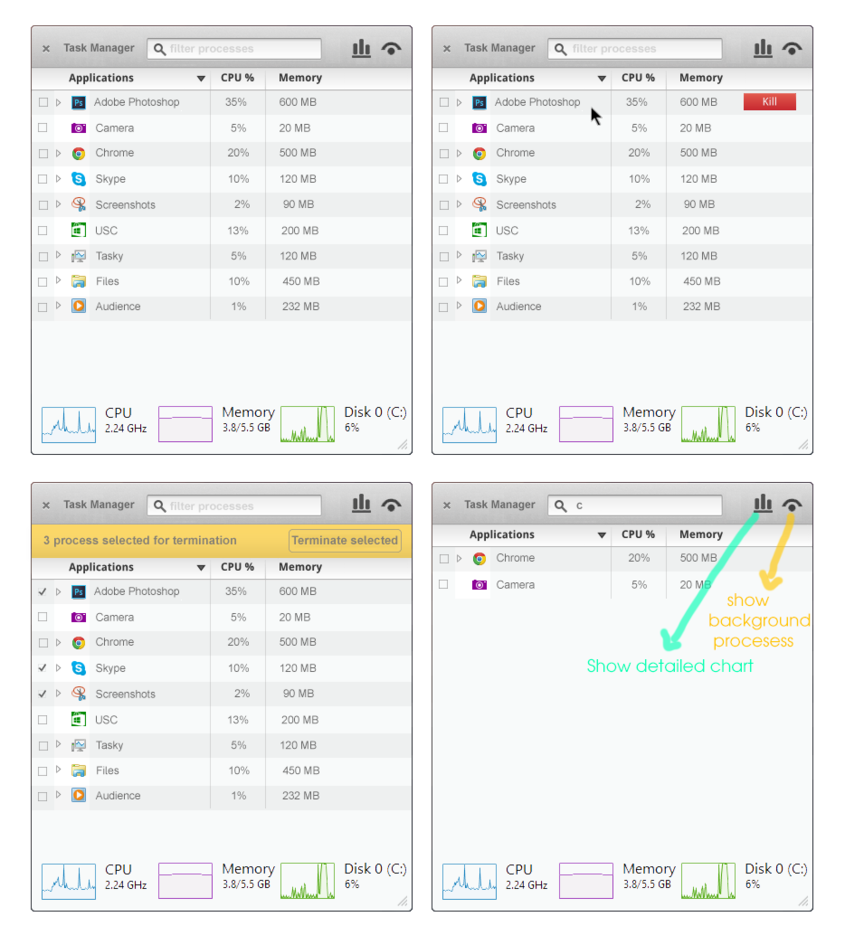 × Task Manager filter processes
Applications ▼ CPU % Memory
Ps Adobe Photoshop 35% 600 MB
Camera 5% 20 MB
Chrome 20% 500 MB
S Skype 10% 120 MB
Screenshots 2% 90 MB
USC 13% 200 MB
Tasky 5% 120 MB
Files 10% 450 MB
Audience 1% 232 MB
CPU Memory Disk 0 (C:)
2.24 GHz 3.8/5.5 GB 6%
× Task Manager filter processes
Applications ▼ CPU % Memory
Ps Adobe Photoshop 35% 600 MB Kill
Camera 5% 20 MB
Chrome 20% 500 MB
S Skype 10% 120 MB
Screenshots 2% 90 MB
USC 13% 200 MB
Tasky 5% 120 MB
Files 10% 450 MB
Audience 1% 232 MB
CPU Memory Disk 0 (C:)
2.24 GHz 3.8/5.5 GB 6%
× Task Manager filter processes
3 process selected for termination Terminate selected
Applications ▼ CPU % Memory
Ps Adobe Photoshop 35% 600 MB
Camera 5% 20 MB
Chrome 20% 500 MB
S Skype 10% 120 MB
Screenshots 2% 90 MB
USC 13% 200 MB
Tasky 5% 120 MB
Files 10% 450 MB
Audience 1% 232 MB
CPU Memory Disk 0 (C:)
2.24 GHz 3.8/5.5 GB 6%
× Task Manager c
Applications ▼ CPU % Memory
Chrome 20% 500 MB
Camera 5% 20 MB
show
background
procesess
Show detailed chart
CPU Memory Disk 0 (C:)
2.24 GHz 3.8/5.5 GB 6%